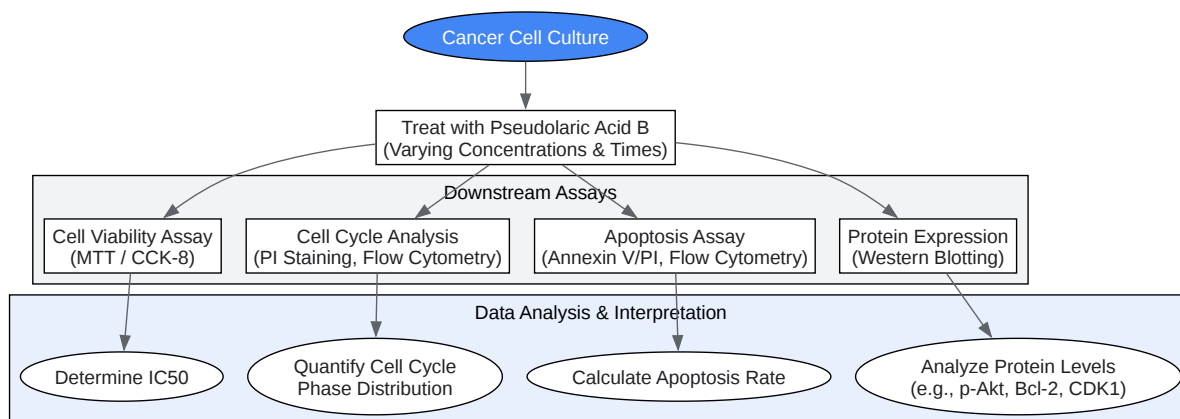 Cancer Cell Culture
Treat with Pseudolaric Acid B
(Varying Concentrations & Times)
Downstream Assays
Cell Viability Assay
(MTT / CCK-8)
Cell Cycle Analysis
(PI Staining, Flow Cytometry)
Apoptosis Assay
(Annexin V/PI, Flow Cytometry)
Protein Expression
(Western Blotting)
Data Analysis & Interpretation
Determine IC50
Quantify Cell Cycle
Phase Distribution
Calculate Apoptosis Rate
Analyze Protein Levels
(e.g., p-Akt, Bcl-2, CDK1)